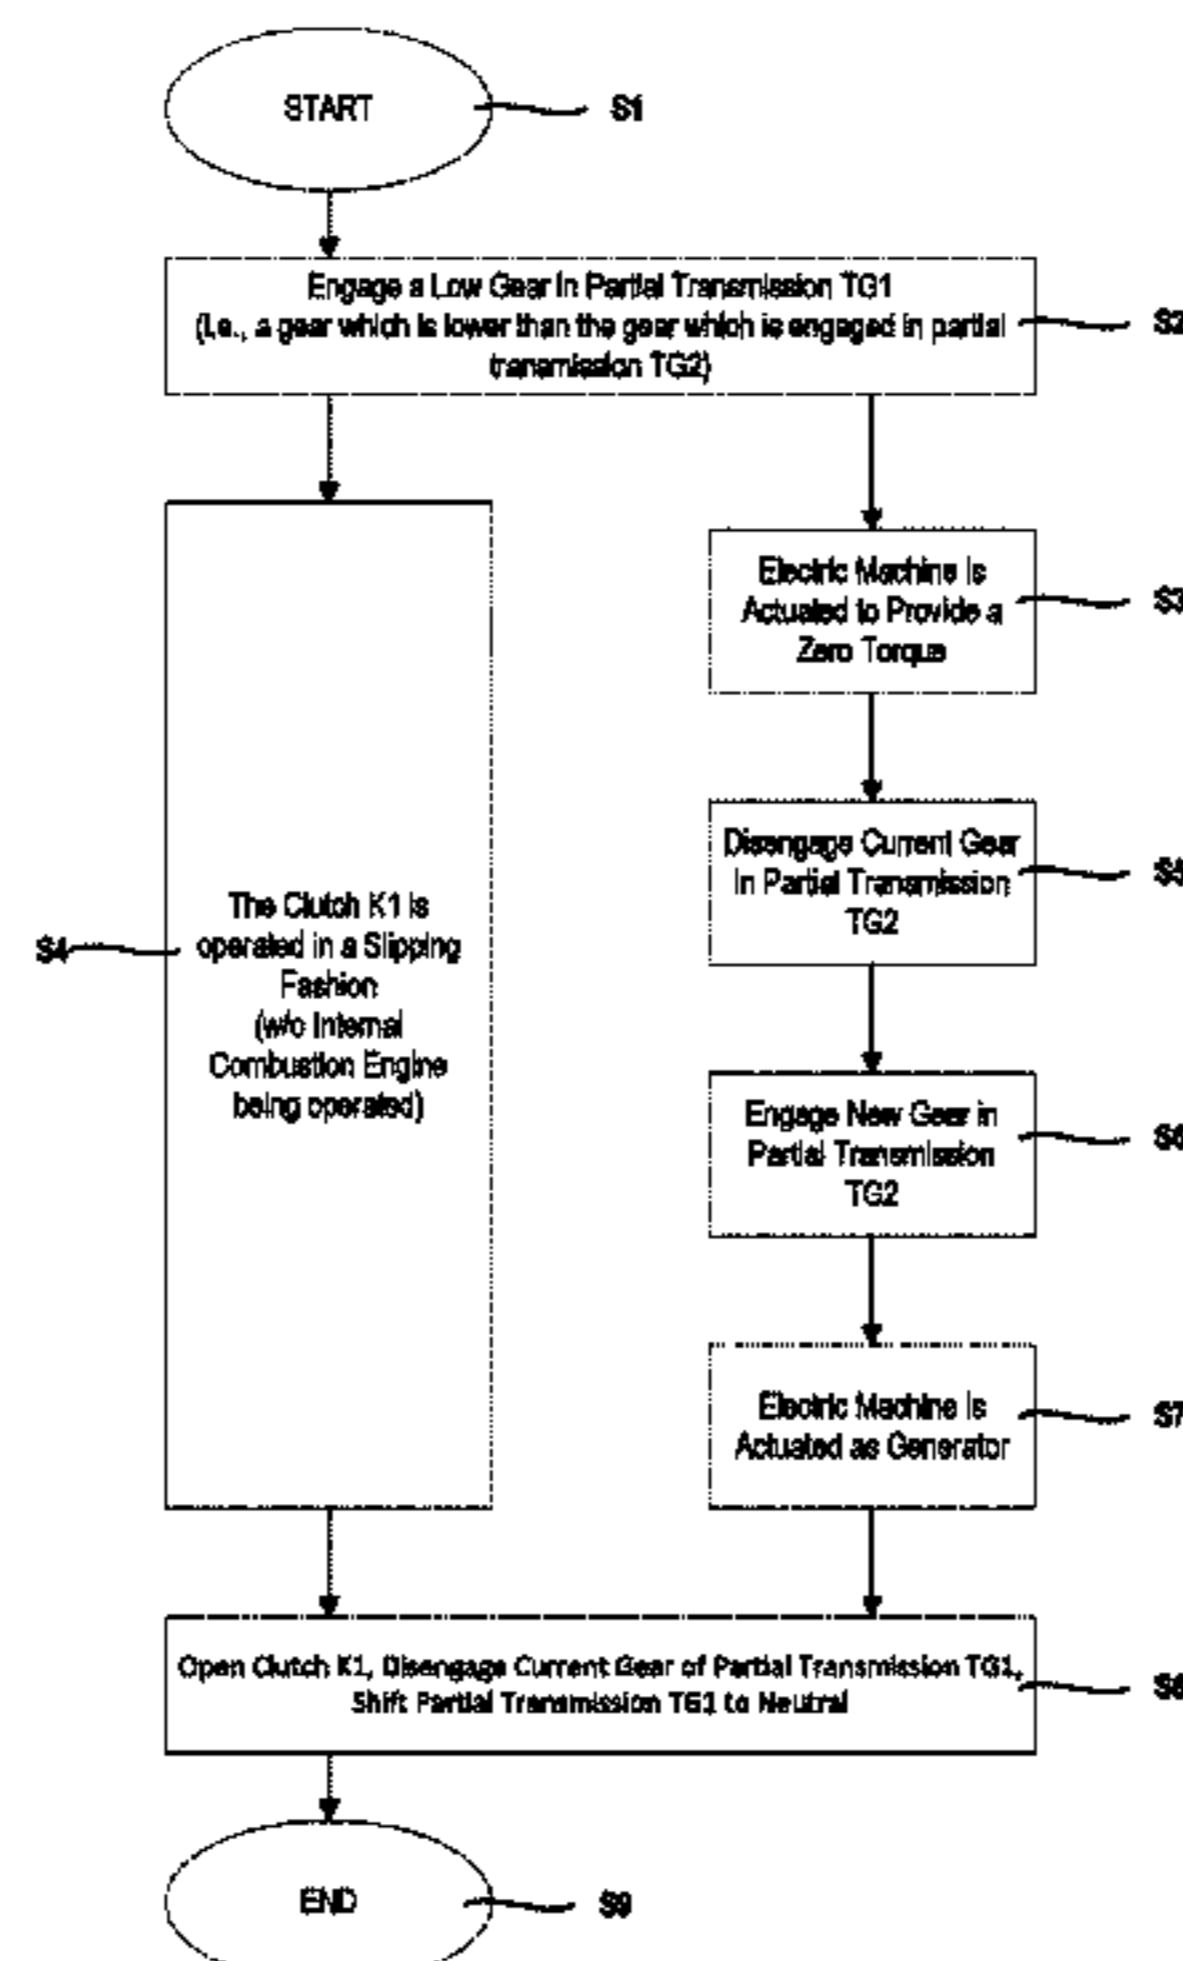 START
S1
Engage a Low Gear in Partial Transmission TG1
(i.e., a gear which is lower than the gear which is engaged in partial
transmission TG2)
S2
Electric Machine is
Actuated to Provide a
Zero Torque
S3
Disengage Current Gear
in Partial Transmission
TG2
S5
The Clutch K1 is
operated in a Slipping
Fashion
(w/o Internal
Combustion Engine
being operated)
S4
Engage New Gear in
Partial Transmission
TG2
S6
Electric Machine is
Actuated as Generator
S7
Open Clutch K1, Disengage Current Gear of Partial Transmission TG1,
Shift Partial Transmission TG1 to Neutral
S8
END
S9